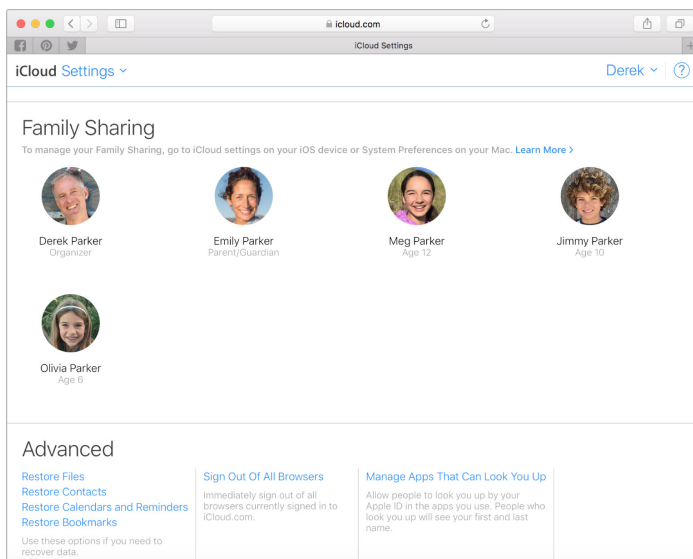 icloud.com
iCloud Settings
iCloud Settings
Derek
?
Family Sharing
To manage your Family Sharing, go to iCloud settings on your iOS device or System Preferences on your Mac. Learn More >
Derek Parker
Organizer
Emily Parker
Parent/Guardian
Meg Parker
Age 12
Jimmy Parker
Age 10
Olivia Parker
Age 6
Advanced
Restore Files
Restore Contacts
Restore Calendars and Reminders
Restore Bookmarks
Use these options if you need to
recover data.
Sign Out Of All Browsers
Immediately sign out of all
browsers currently signed in to
iCloud.com.
Manage Apps That Can Look You Up
Allow people to look you up by your
Apple ID in the apps you use. People who
look you up will see your first and last
name.